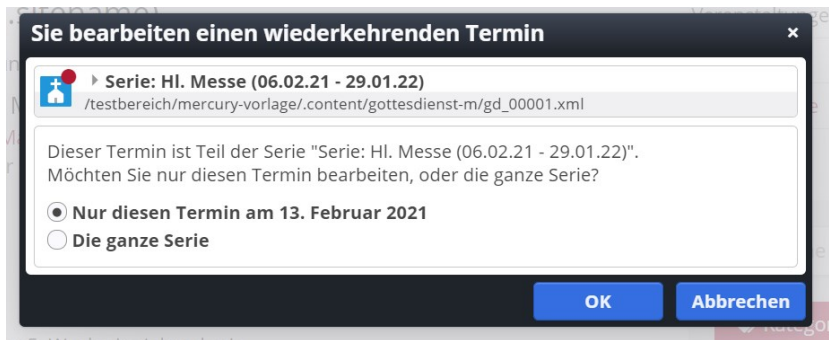 Sie bearbeiten einen wiederkehrenden Termin
Serie: Hl. Messe (06.02.21 - 29.01.22)
/testbereich/mercury-vorlage/.content/gottesdienst-m/gd_00001.xml
Dieser Termin ist Teil der Serie "Serie: Hl. Messe (06.02.21 - 29.01.22)".
Möchten Sie nur diesen Termin bearbeiten, oder die ganze Serie?
Nur diesen Termin am 13. Februar 2021
Die ganze Serie
OK Abbrechen